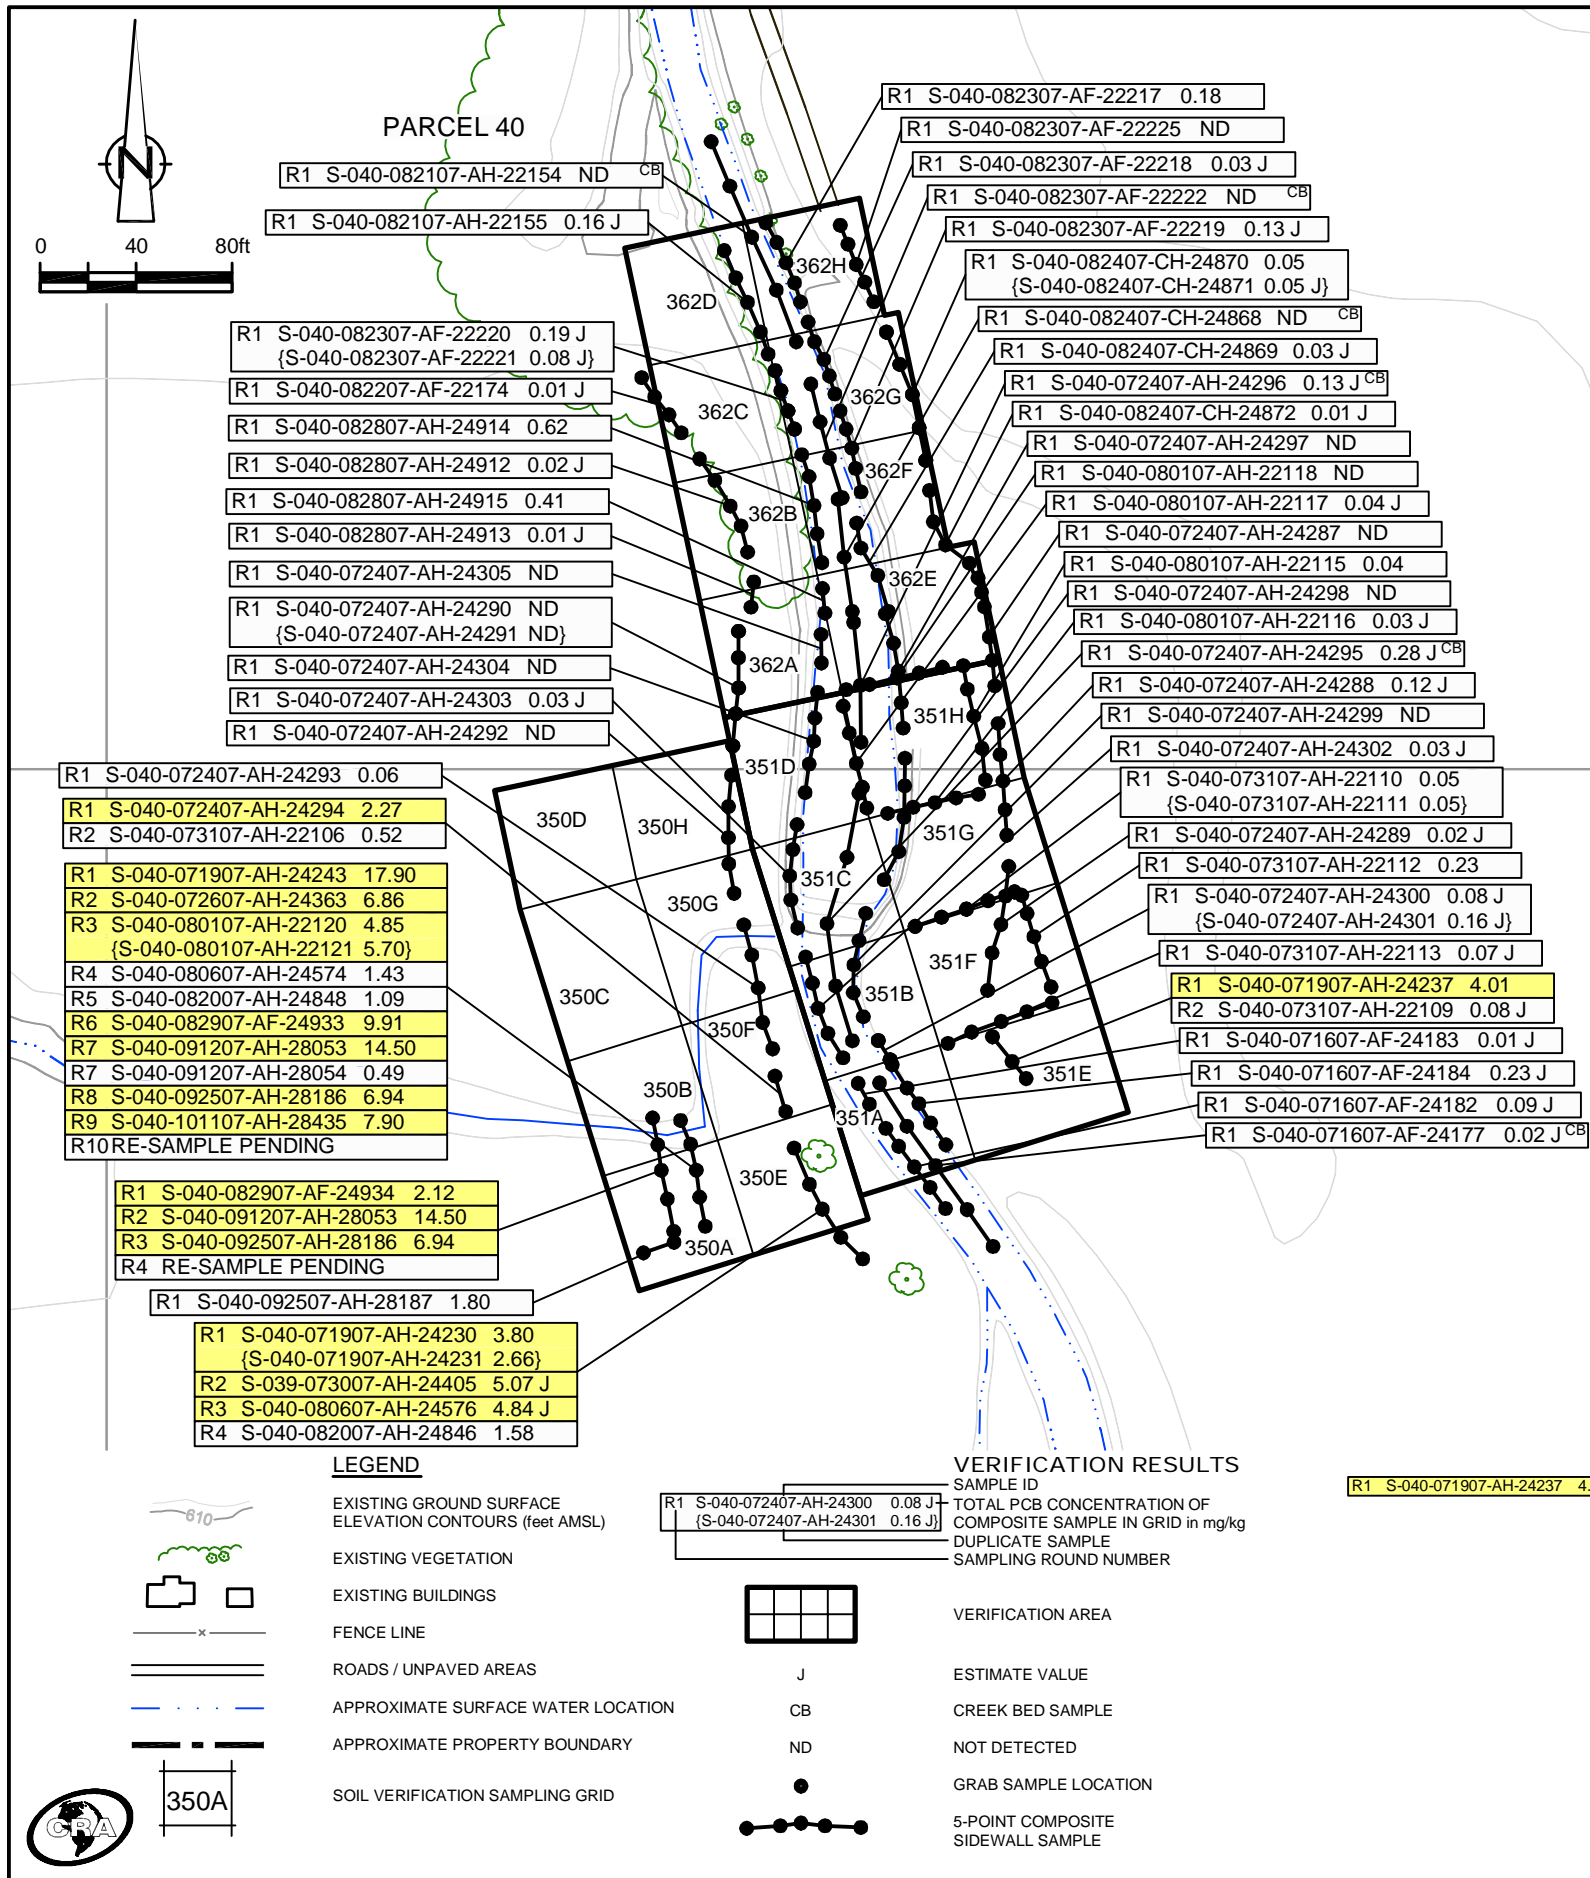 PARCEL 40
N
0 40 80ft
R1 S-040-082107-AH-22154 ND CB
R1 S-040-082107-AH-22155 0.16 J
R1 S-040-082307-AF-22220 0.19 J
{S-040-082307-AF-22221 0.08 J}
R1 S-040-082207-AF-22174 0.01 J
R1 S-040-082807-AH-24914 0.62
R1 S-040-082807-AH-24912 0.02 J
R1 S-040-082807-AH-24915 0.41
R1 S-040-082807-AH-24913 0.01 J
R1 S-040-072407-AH-24305 ND
R1 S-040-072407-AH-24290 ND
{S-040-072407-AH-24291 ND}
R1 S-040-072407-AH-24304 ND
R1 S-040-072407-AH-24303 0.03 J
R1 S-040-072407-AH-24292 ND
R1 S-040-072407-AH-24293 0.06
R1 S-040-072407-AH-24294 2.27
R2 S-040-073107-AH-22106 0.52
R1 S-040-071907-AH-24243 17.90
R2 S-040-072607-AH-24363 6.86
R3 S-040-080107-AH-22120 4.85
{S-040-080107-AH-22121 5.70}
R4 S-040-080607-AH-24574 1.43
R5 S-040-082007-AH-24848 1.09
R6 S-040-082907-AF-24933 9.91
R7 S-040-091207-AH-28053 14.50
R7 S-040-091207-AH-28054 0.49
R8 S-040-092507-AH-28186 6.94
R9 S-040-101107-AH-28435 7.90
R10 RE-SAMPLE PENDING
R1 S-040-082907-AF-24934 2.12
R2 S-040-091207-AH-28053 14.50
R3 S-040-092507-AH-28186 6.94
R4 RE-SAMPLE PENDING
R1 S-040-092507-AH-28187 1.80
R1 S-040-071907-AH-24230 3.80
{S-040-071907-AH-24231 2.66}
R2 S-039-073007-AH-24405 5.07 J
R3 S-040-080607-AH-24576 4.84 J
R4 S-040-082007-AH-24846 1.58
R1 S-040-082307-AF-22217 0.18
R1 S-040-082307-AF-22225 ND
R1 S-040-082307-AF-22218 0.03 J
R1 S-040-082307-AF-22222 ND CB
R1 S-040-082307-AF-22219 0.13 J
R1 S-040-082407-CH-24870 0.05
{S-040-082407-CH-24871 0.05 J}
R1 S-040-082407-CH-24868 ND CB
R1 S-040-082407-CH-24869 0.03 J
R1 S-040-072407-AH-24296 0.13 J CB
R1 S-040-082407-CH-24872 0.01 J
R1 S-040-072407-AH-24297 ND
R1 S-040-080107-AH-22118 ND
R1 S-040-080107-AH-22117 0.04 J
R1 S-040-072407-AH-24287 ND
R1 S-040-080107-AH-22115 0.04
R1 S-040-072407-AH-24298 ND
R1 S-040-080107-AH-22116 0.03 J
R1 S-040-072407-AH-24295 0.28 J CB
R1 S-040-072407-AH-24288 0.12 J
R1 S-040-072407-AH-24299 ND
R1 S-040-072407-AH-24302 0.03 J
R1 S-040-073107-AH-22110 0.05
{S-040-073107-AH-22111 0.05}
R1 S-040-072407-AH-24289 0.02 J
R1 S-040-073107-AH-22112 0.23
R1 S-040-072407-AH-24300 0.08 J
{S-040-072407-AH-24301 0.16 J}
R1 S-040-073107-AH-22113 0.07 J
R1 S-040-071907-AH-24237 4.01
R2 S-040-073107-AH-22109 0.08 J
R1 S-040-071607-AF-24183 0.01 J
R1 S-040-071607-AF-24184 0.23 J
R1 S-040-071607-AF-24182 0.09 J
R1 S-040-071607-AF-24177 0.02 J CB
362H
362D
362G
362C
362F
362B
362E
362A
351H
351D
351G
351C
351F
351B
351E
351A
350D
350H
350G
350C
350F
350B
350E
350A
LEGEND
610
EXISTING GROUND SURFACE
ELEVATION CONTOURS (feet AMSL)
EXISTING VEGETATION
EXISTING BUILDINGS
x
FENCE LINE
ROADS / UNPAVED AREAS
APPROXIMATE SURFACE WATER LOCATION
APPROXIMATE PROPERTY BOUNDARY
350A
SOIL VERIFICATION SAMPLING GRID
CRA
VERIFICATION RESULTS
R1 S-040-072407-AH-24300 0.08 J
{S-040-072407-AH-24301 0.16 J}
SAMPLE ID
TOTAL PCB CONCENTRATION OF
COMPOSITE SAMPLE IN GRID in mg/kg
DUPLICATE SAMPLE
SAMPLING ROUND NUMBER
R1 S-040-071907-AH-24237 4.
VERIFICATION AREA
J ESTIMATE VALUE
CB CREEK BED SAMPLE
ND NOT DETECTED
GRAB SAMPLE LOCATION
5-POINT COMPOSITE
SIDEWALL SAMPLE